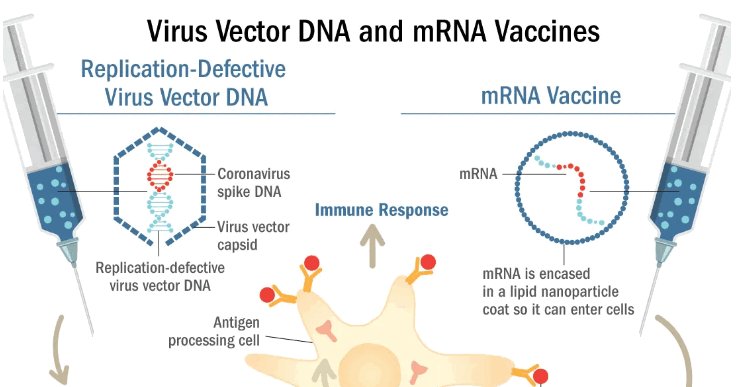 Virus Vector DNA and mRNA Vaccines
Replication-Defective
Virus Vector DNA
mRNA Vaccine
Coronavirus
spike DNA
mRNA
Immune Response
Virus vector
capsid
Replication-defective
virus vector DNA
mRNA is encased
in a lipid nanoparticle
coat so it can enter cells
Antigen
processing cell